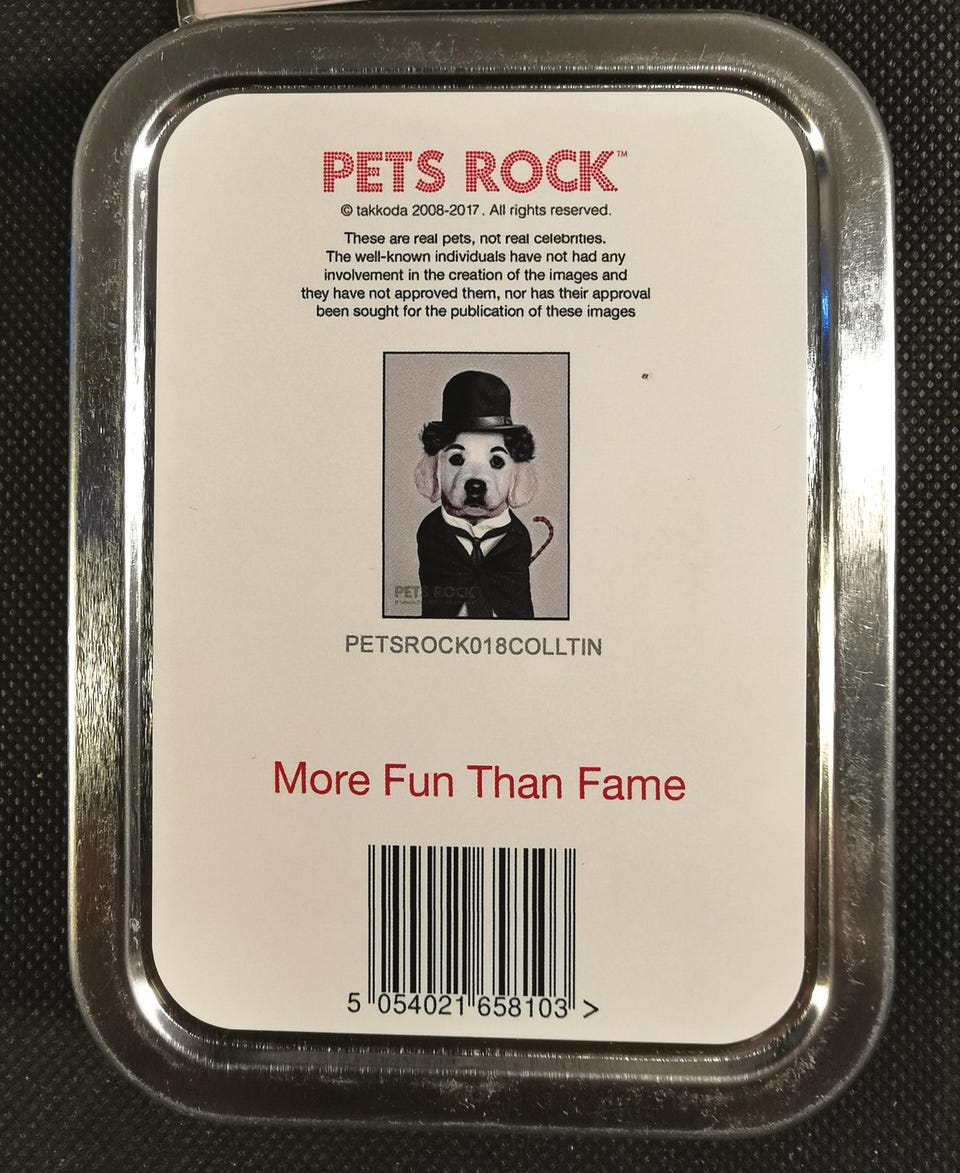 PETS ROCK™
© takkoda 2008-2017. All rights reserved.
These are real pets, not real celebrities.
The well-known individuals have not had any
involvement in the creation of the images and
they have not approved them, nor has their approval
been sought for the publication of these images
PETS ROCK
PETSROCK018COLLTIN
More Fun Than Fame
5 054021 658103 >